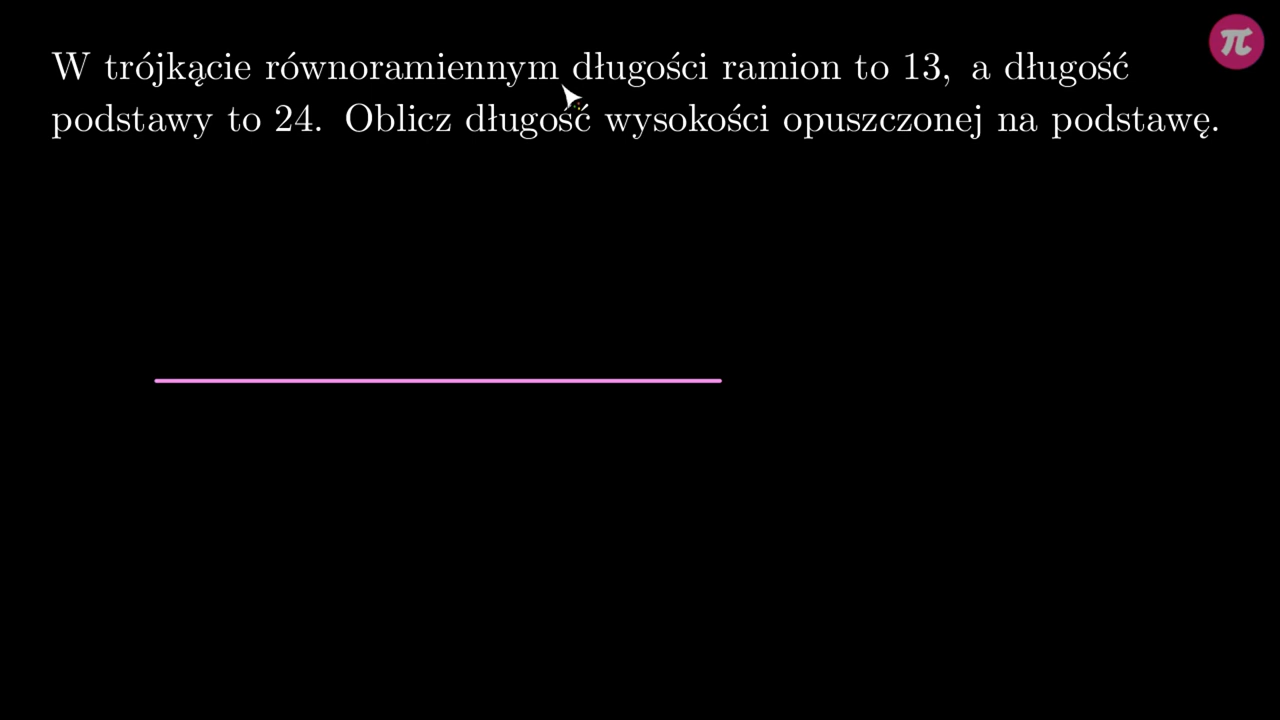 W trójkącie równoramiennym długości ramion to 13, a długość
podstawy to 24. Oblicz długość wysokości opuszczonej na podstawę.
π